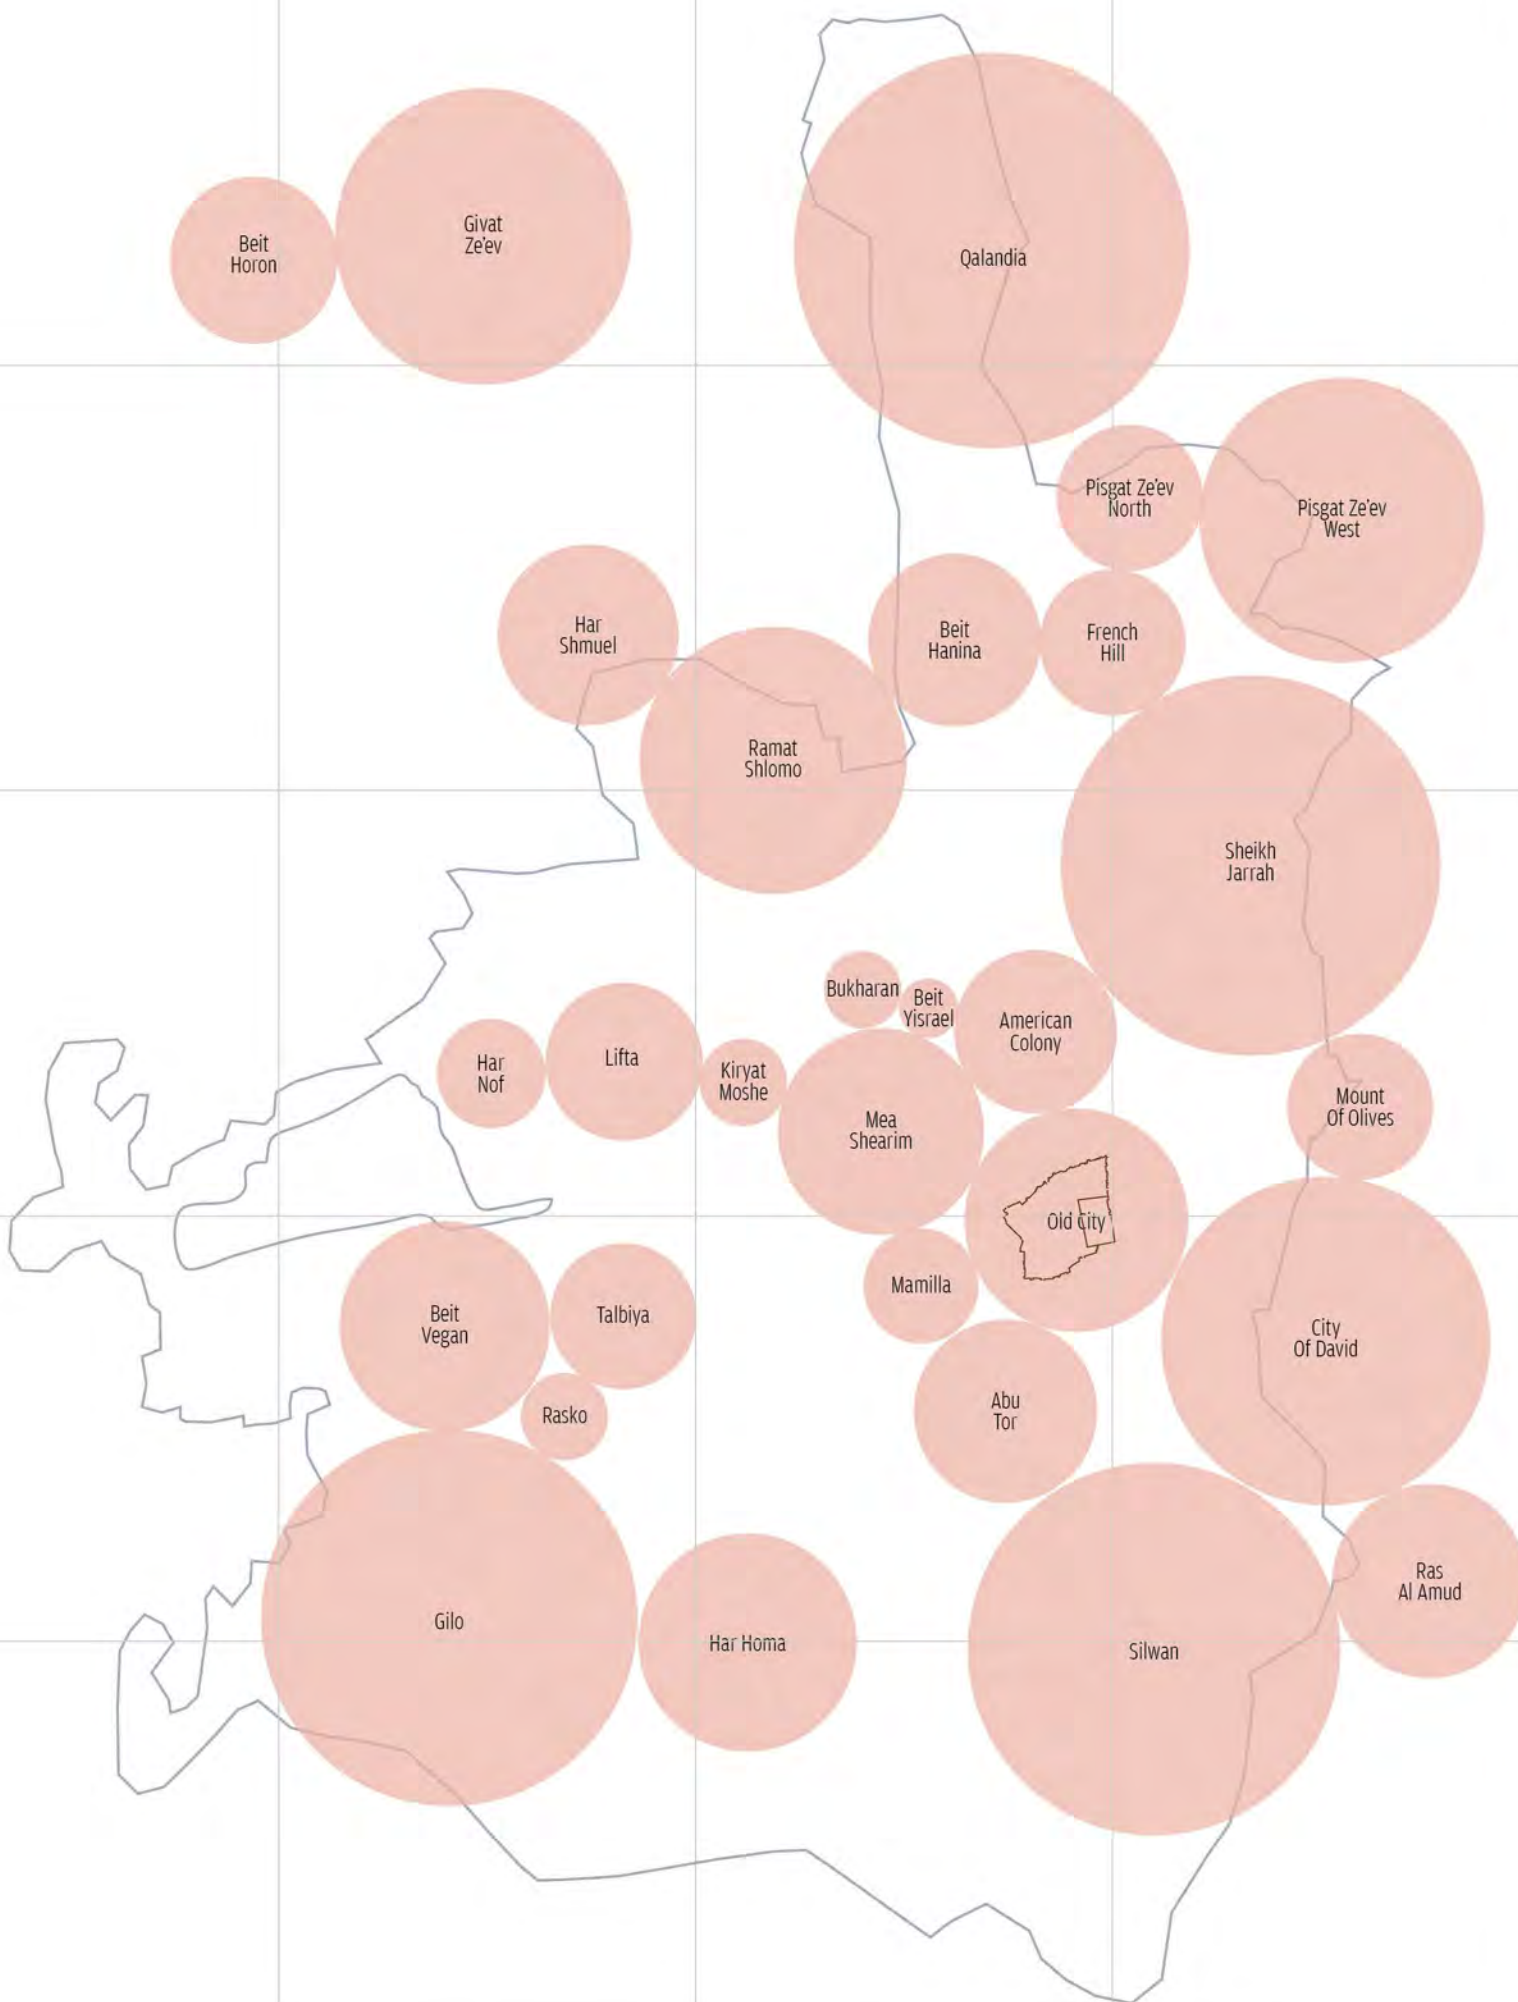 Givat
Ze'ev
Beit
Horon
Qalandia
Pisgat Ze'ev
North
Pisgat Ze'ev
West
Har
Shmuel
Beit
Hanina
French
Hill
Ramat
Shlomo
Sheikh
Jarrah
Bukharan
Beit
Yisrael
American
Colony
Har
Nof
Lifta
Kiryat
Moshe
Mea
Shearim
Mount
Of Olives
Old City
Mamilla
Beit
Vegan
Talbiya
City
Of David
Rasko
Abu
Tor
Ras
Al Amud
Gilo
Har Homa
Silwan